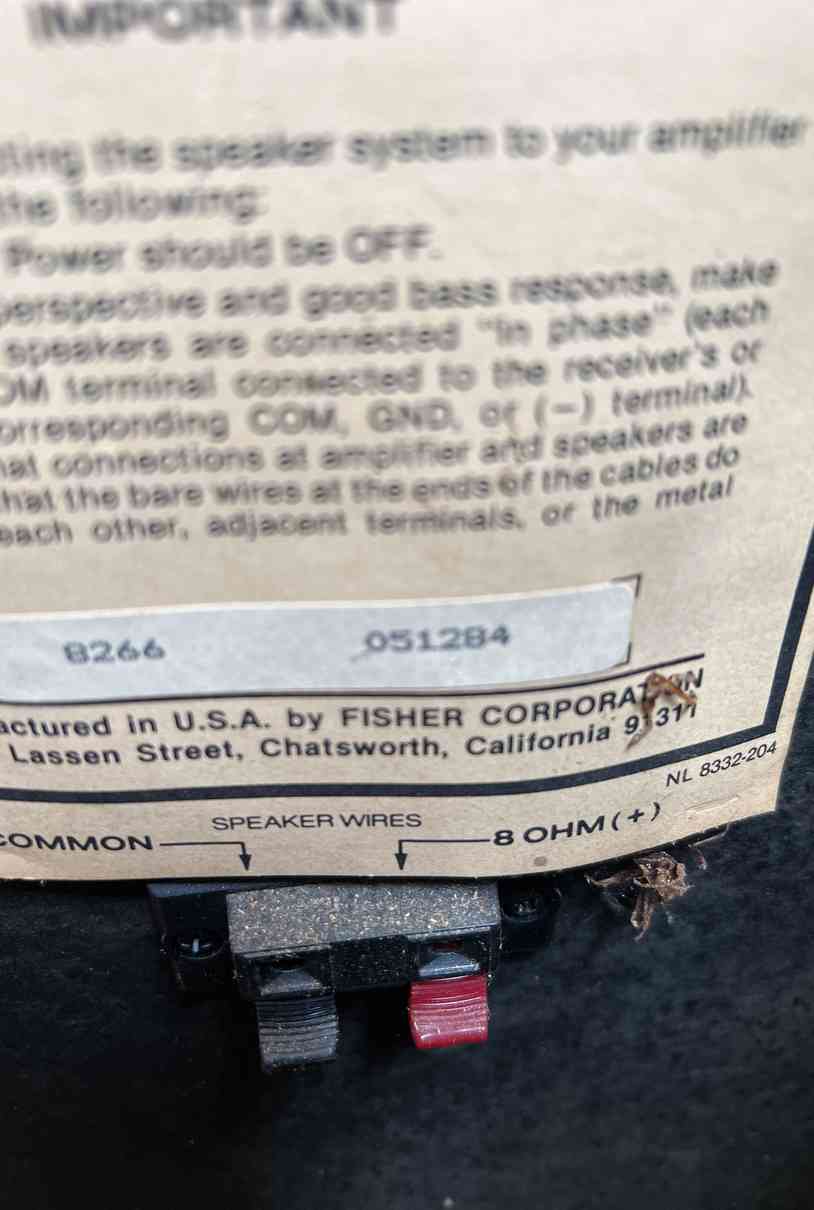 IMPORTANT
ting the speaker system to your amplifier
the following:
Power should be OFF.
perspective and good bass response, make
speakers are connected "in phase" (each
OM terminal connected to the receiver's or
orresponding COM, GND, or (−) terminal).
hat connections at amplifier and speakers are
that the bare wires at the ends of the cables do
each other, adjacent terminals, or the metal
8266 051284
actured in U.S.A. by FISHER CORPORATION
Lassen Street, Chatsworth, California 91311
NL 8332-204
SPEAKER WIRES
COMMON
8 OHM (+)